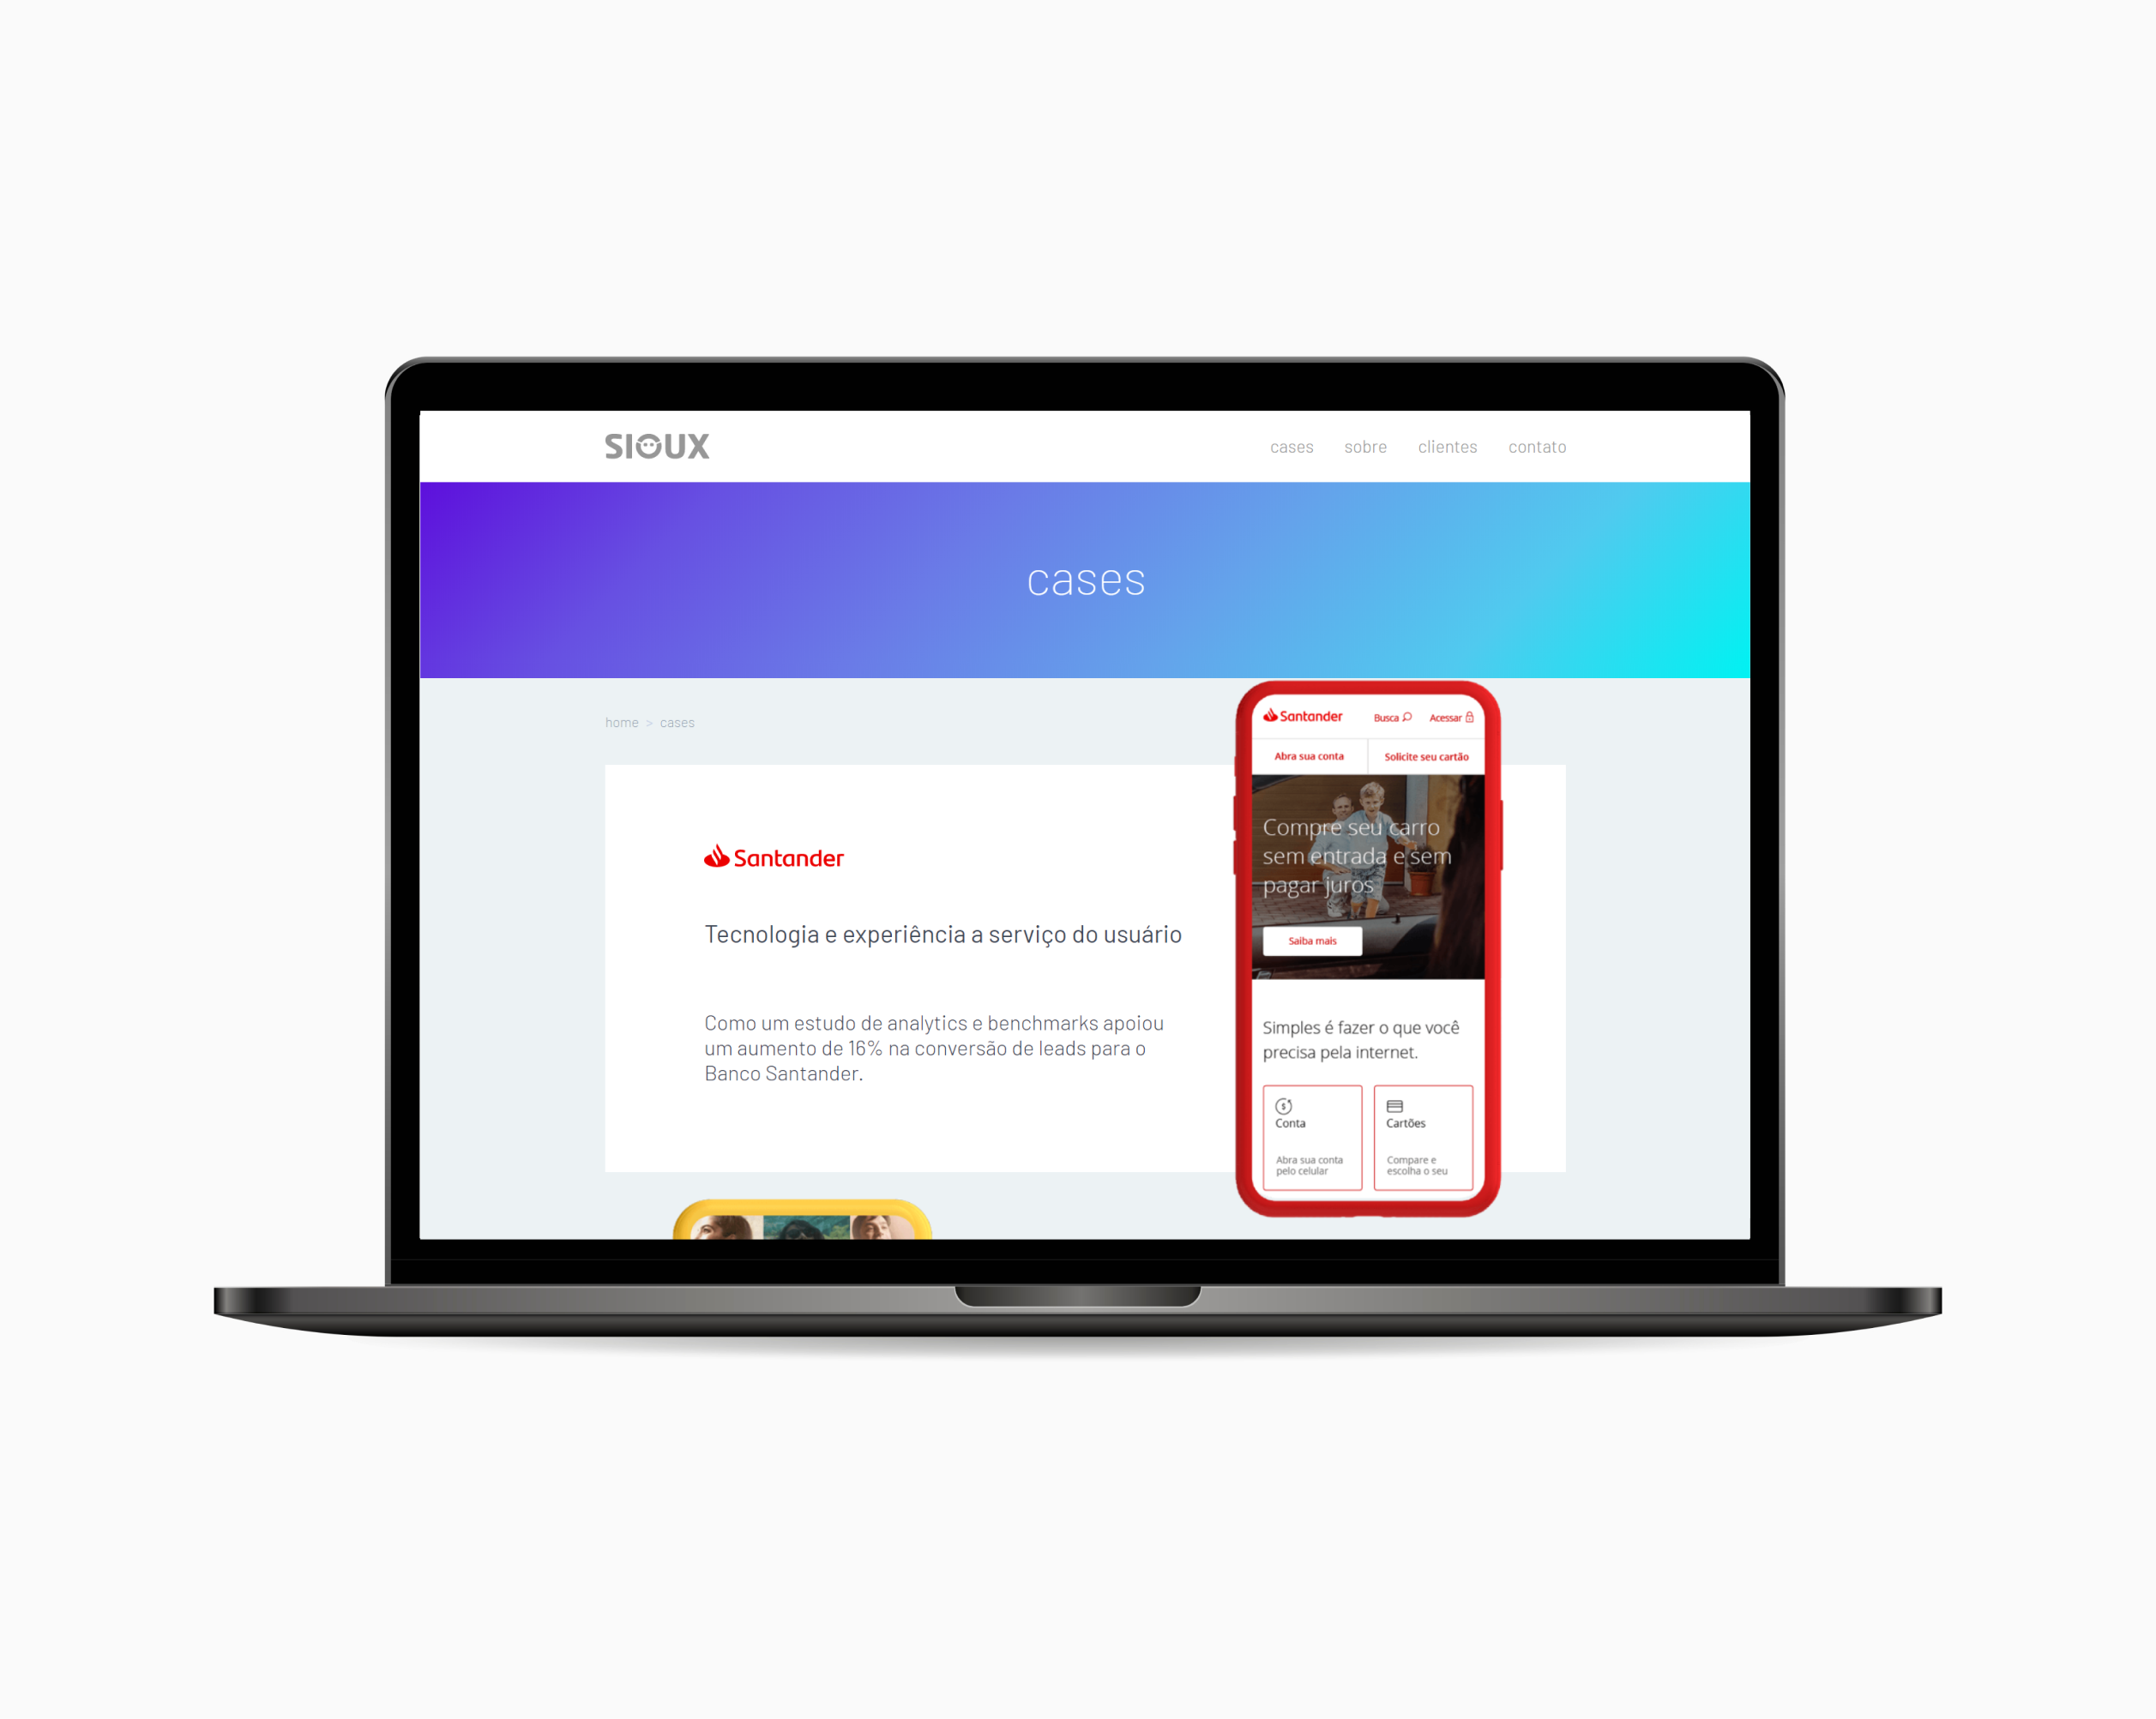 SIOUX
cases sobre clientes contato
cases
home > cases
Santander
Tecnologia e experiência a serviço do usuário
Como um estudo de analytics e benchmarks apoiou
um aumento de 16% na conversão de leads para o
Banco Santander.
Santander Busca Acessar
Abra sua conta Solicite seu cartão
Compre seu carro
sem entrada e sem
pagar juros
Saiba mais
Simples é fazer o que você
precisa pela internet.
Conta Cartões
Abra sua conta Compare e
pelo celular escolha o seu